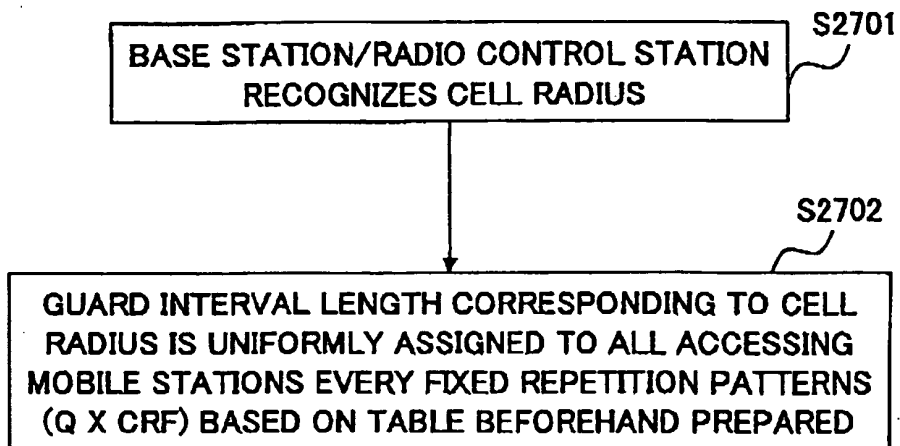 S2701
BASE STATION/RADIO CONTROL STATION
RECOGNIZES CELL RADIUS
S2702
GUARD INTERVAL LENGTH CORRESPONDING TO CELL
RADIUS IS UNIFORMLY ASSIGNED TO ALL ACCESSING
MOBILE STATIONS EVERY FIXED REPETITION PATTERNS
(Q X CRF) BASED ON TABLE BEFOREHAND PREPARED